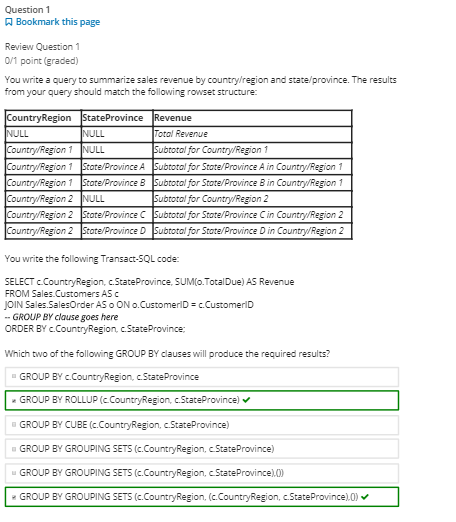 Question 1
Bookmark this page
Review Question 1
0/1 point (graded)
You write a query to summarize sales revenue by country/region and state/province. The results
from your query should match the following rowset structure:
CountryRegion StateProvince Revenue
NULL NULL Total Revenue
Country/Region 1 NULL Subtotal for Country/Region 1
Country/Region 1 State/Province A Subtotal for State/Province A in Country/Region 1
Country/Region 1 State/Province B Subtotal for State/Province B in Country/Region 1
Country/Region 2 NULL Subtotal for Country/Region 2
Country/Region 2 State/Province C Subtotal for State/Province C in Country/Region 2
Country/Region 2 State/Province D Subtotal for State/Province D in Country/Region 2
You write the following Transact-SQL code:
SELECT c.CountryRegion, c.StateProvince, SUM(o.TotalDue) AS Revenue
FROM Sales.Customers AS c
JOIN Sales.SalesOrder AS o ON o.CustomerID = c.CustomerID
-- GROUP BY clause goes here
ORDER BY c.CountryRegion, c.StateProvince;
Which two of the following GROUP BY clauses will produce the required results?
GROUP BY c.CountryRegion, c.StateProvince
GROUP BY ROLLUP (c.CountryRegion, c.StateProvince)
GROUP BY CUBE (c.CountryRegion, c.StateProvince)
GROUP BY GROUPING SETS (c.CountryRegion, c.StateProvince)
GROUP BY GROUPING SETS (c.CountryRegion, c.StateProvince),())
GROUP BY GROUPING SETS (c.CountryRegion, (c.CountryRegion, c.StateProvince),())